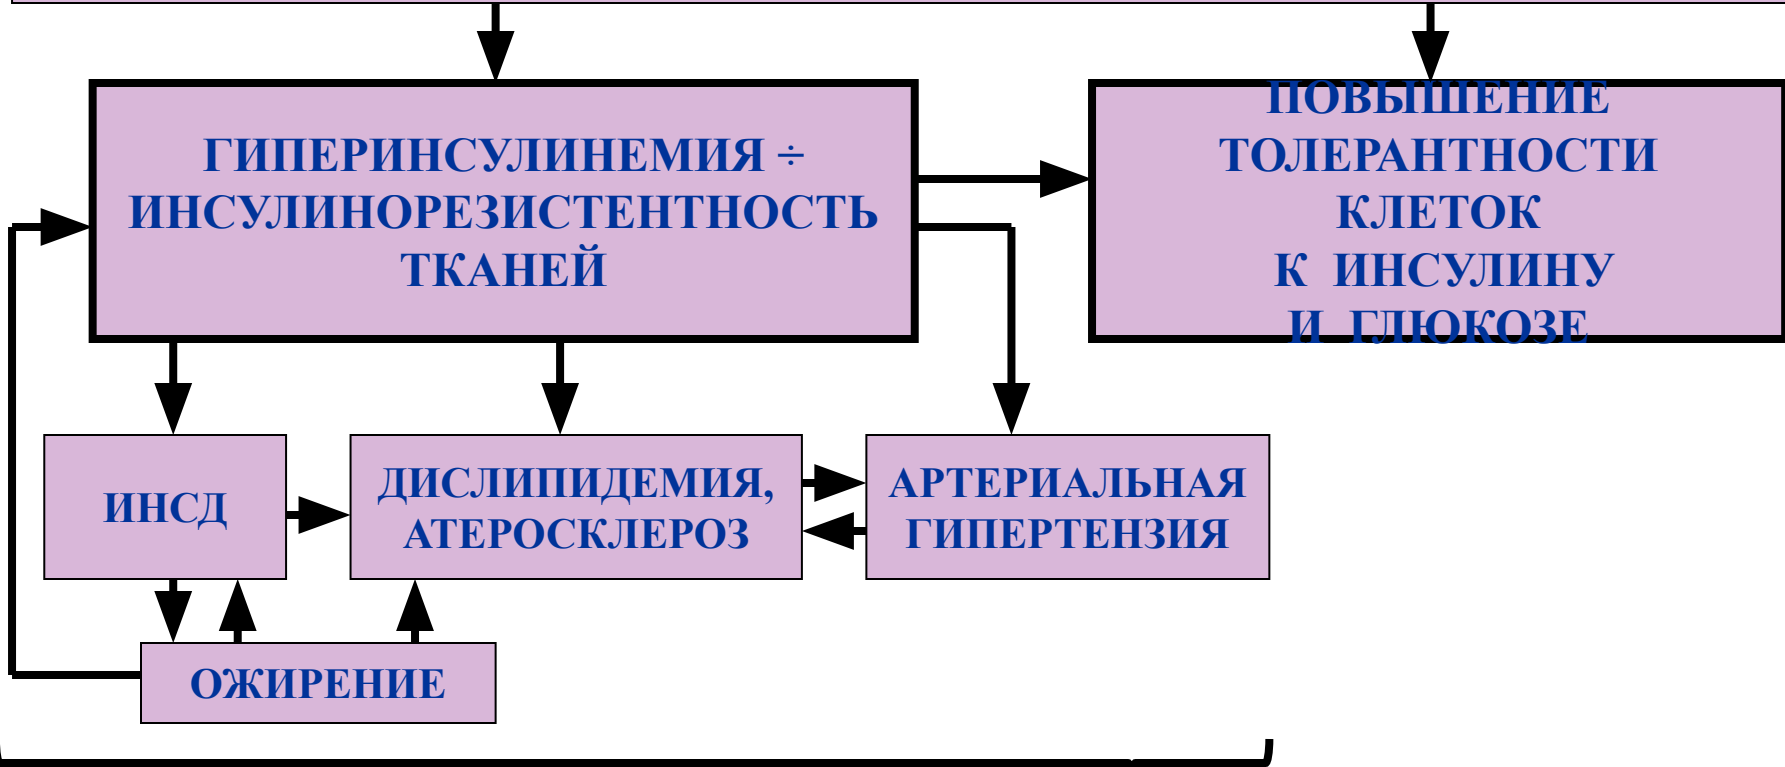 ГИПЕРИНСУЛИНЕМИЯ ÷
ИНСУЛИНОРЕЗИСТЕНТНОСТЬ
ТКАНЕЙ
ПОВЫШЕНИЕ
ТОЛЕРАНТНОСТИ
КЛЕТОК
К ИНСУЛИНУ
И ГЛЮКОЗЕ
ИНСД
ДИСЛИПИДЕМИЯ,
АТЕРОСКЛЕРОЗ
АРТЕРИАЛЬНАЯ
ГИПЕРТЕНЗИЯ
ОЖИРЕНИЕ